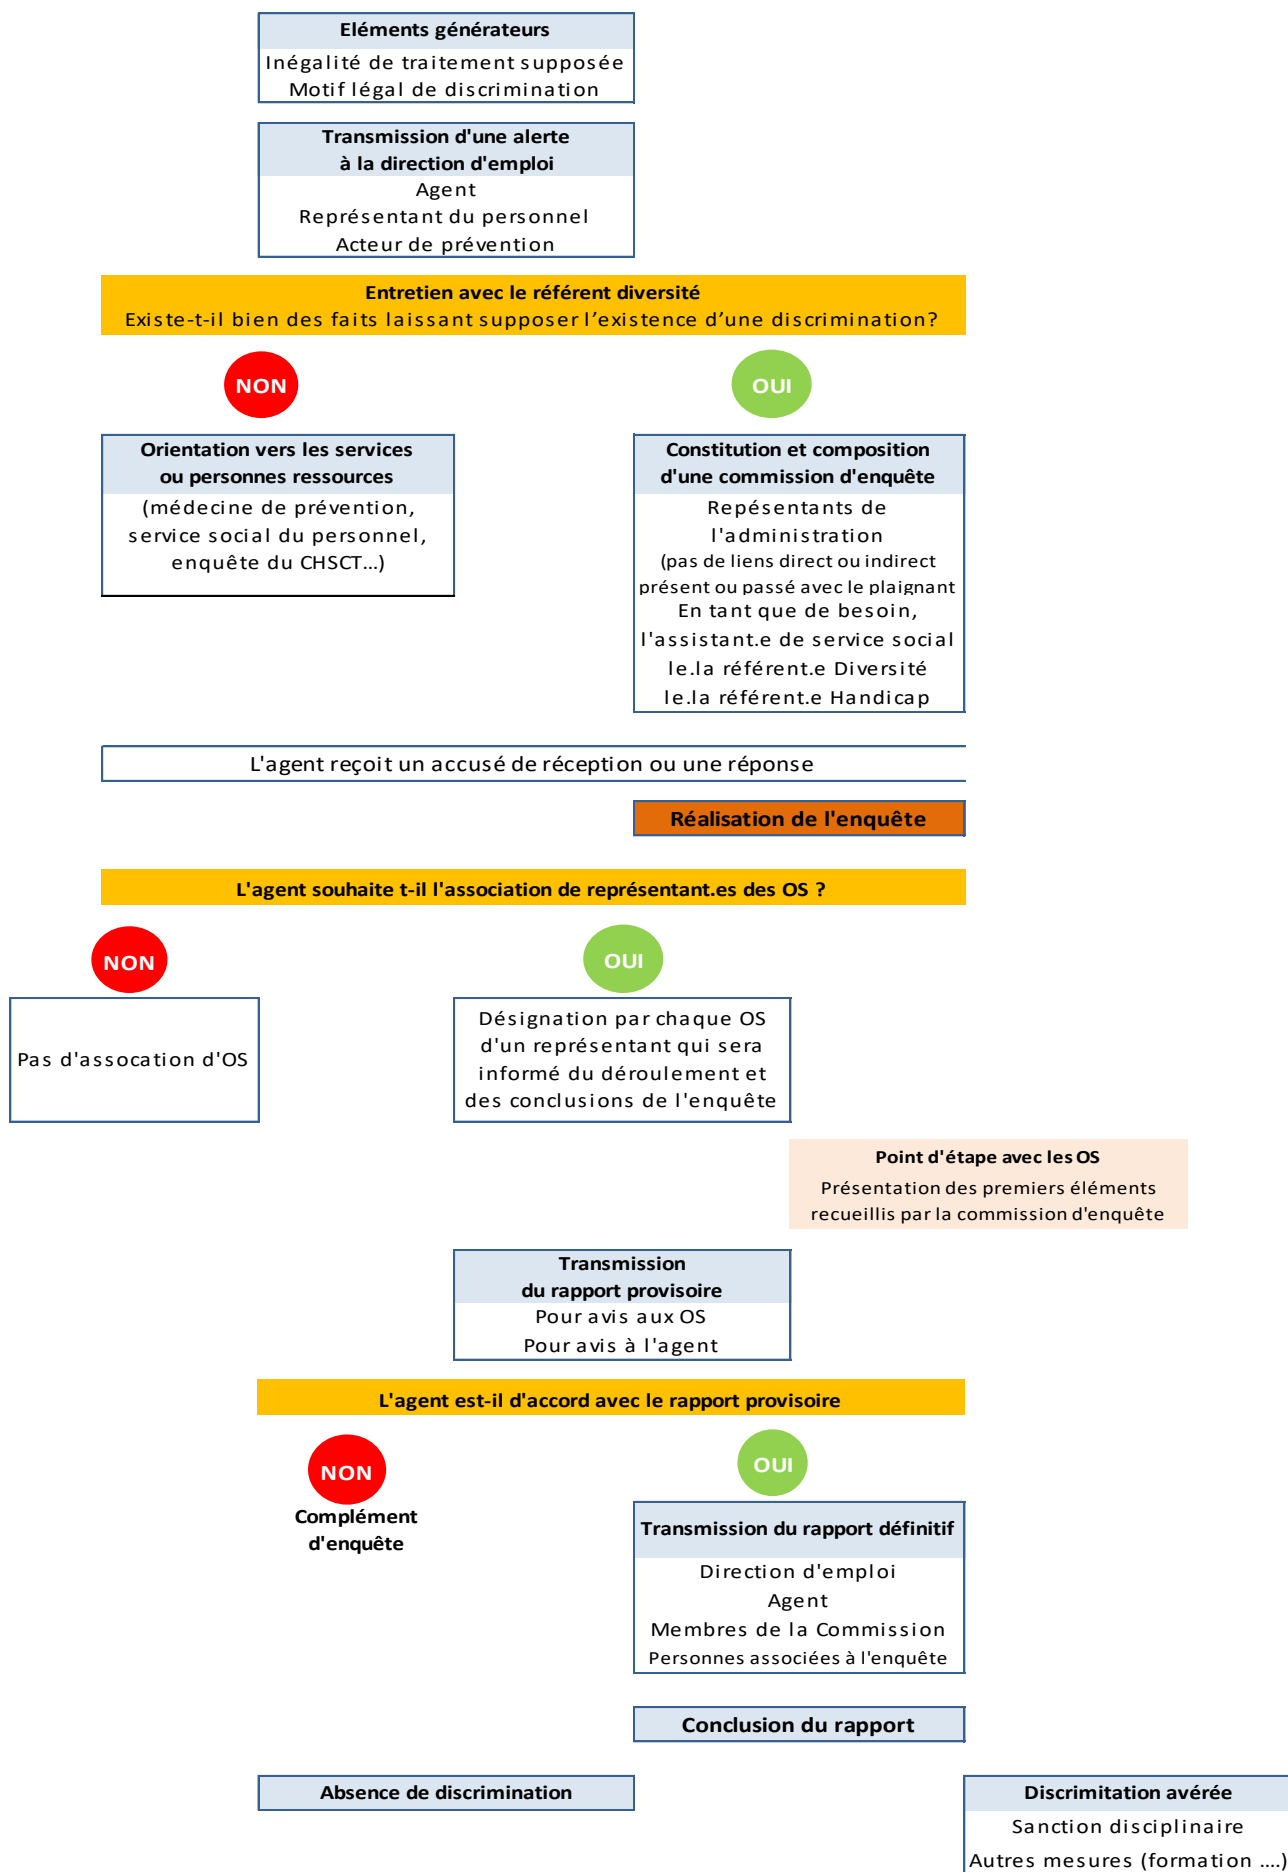 Eléments générateurs
Inégalité de traitement supposée
Motif légal de discrimination
Transmission d'une alerte
à la direction d'emploi
Agent
Représentant du personnel
Acteur de prévention
Entretien avec le référent diversité
Existe-t-il bien des faits laissant supposer l’existence d’une discrimination?
NON
OUI
Orientation vers les services
ou personnes ressources
(médecine de prévention,
service social du personnel,
enquête du CHSCT...)
Constitution et composition
d'une commission d'enquête
Repésentants de
l'administration
(pas de liens direct ou indirect
présent ou passé avec le plaignant
En tant que de besoin,
l'assistant.e de service social
le.la référent.e Diversité
le.la référent.e Handicap
L'agent reçoit un accusé de réception ou une réponse
Réalisation de l'enquête
L'agent souhaite t-il l'association de représentant.es des OS ?
NON
OUI
Pas d'assocation d'OS
Désignation par chaque OS
d'un représentant qui sera
informé du déroulement et
des conclusions de l'enquête
Point d'étape avec les OS
Présentation des premiers éléments
recueillis par la commission d'enquête
Transmission
du rapport provisoire
Pour avis aux OS
Pour avis à l'agent
L'agent est-il d'accord avec le rapport provisoire
NON
OUI
Complément
d'enquête
Transmission du rapport définitif
Direction d'emploi
Agent
Membres de la Commission
Personnes associées à l'enquête
Conclusion du rapport
Absence de discrimination
Discrimitation avérée
Sanction disciplinaire
Autres mesures (formation ....)